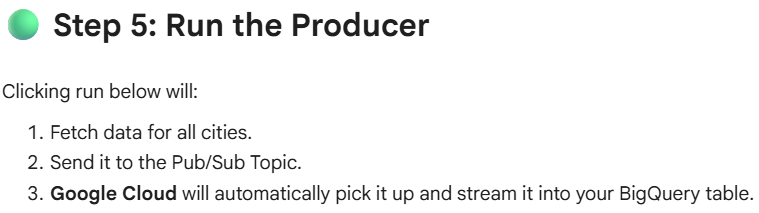 Step 5: Run the Producer
Clicking run below will:
1. Fetch data for all cities.
2. Send it to the Pub/Sub Topic.
3. Google Cloud will automatically pick it up and stream it into your BigQuery table.